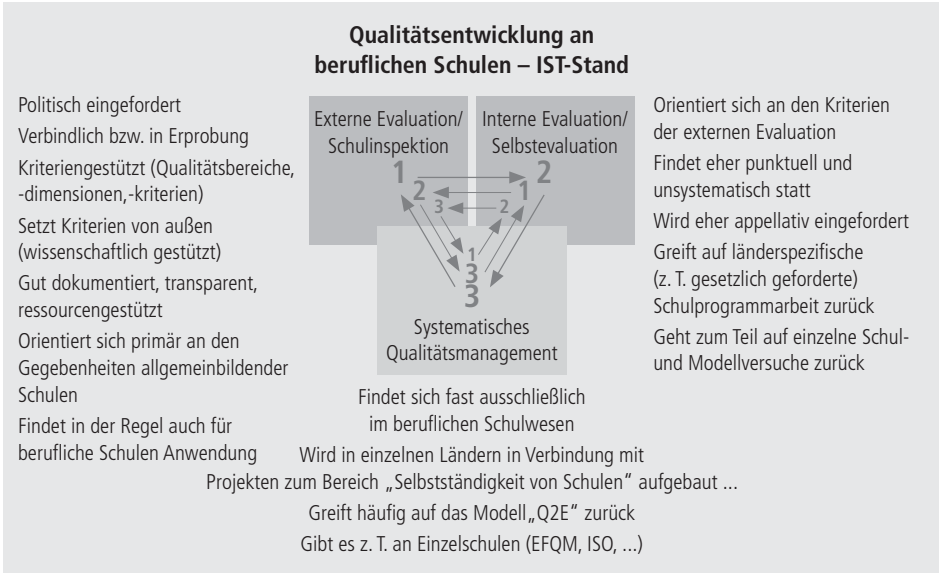 Qualitätsentwicklung an
beruflichen Schulen – IST-Stand
Politisch eingefordert
Verbindlich bzw. in Erprobung
Kriteriengestützt (Qualitätsbereiche,
-dimensionen,-kriterien)
Setzt Kriterien von außen
(wissenschaftlich gestützt)
Gut dokumentiert, transparent,
ressourcengestützt
Orientiert sich primär an den
Gegebenheiten allgemeinbildender
Schulen
Findet in der Regel auch für
berufliche Schulen Anwendung
Externe Evaluation/
Schulinspektion
Interne Evaluation/
Selbstevaluation
1 2
2 1
3 2
1
3
3
Systematisches
Qualitätsmanagement
Orientiert sich an den Kriterien
der externen Evaluation
Findet eher punktuell und
unsystematisch statt
Wird eher appellativ eingefordert
Greift auf länderspezifische
(z. T. gesetzlich geforderte)
Schulprogrammarbeit zurück
Geht zum Teil auf einzelne Schul-
und Modellversuche zurück
Findet sich fast ausschließlich
im beruflichen Schulwesen
Wird in einzelnen Ländern in Verbindung mit
Projekten zum Bereich „Selbstständigkeit von Schulen" aufgebaut ...
Greift häufig auf das Modell „Q2E" zurück
Gibt es z. T. an Einzelschulen (EFQM, ISO, ...)